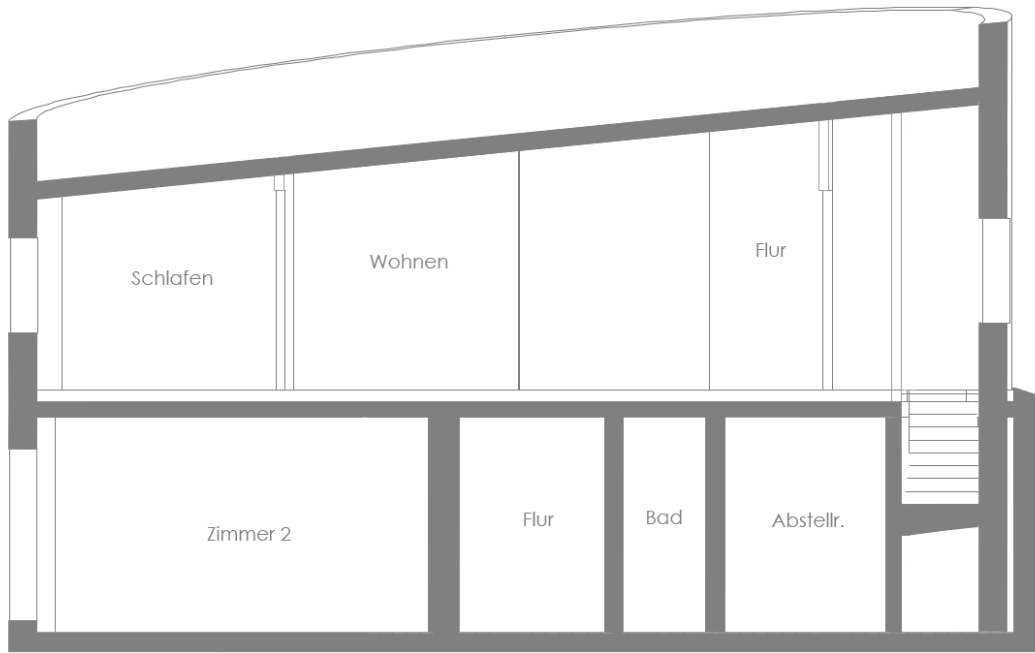 Schlafen
Wohnen
Flur
Zimmer 2
Flur
Bad
Abstellr.